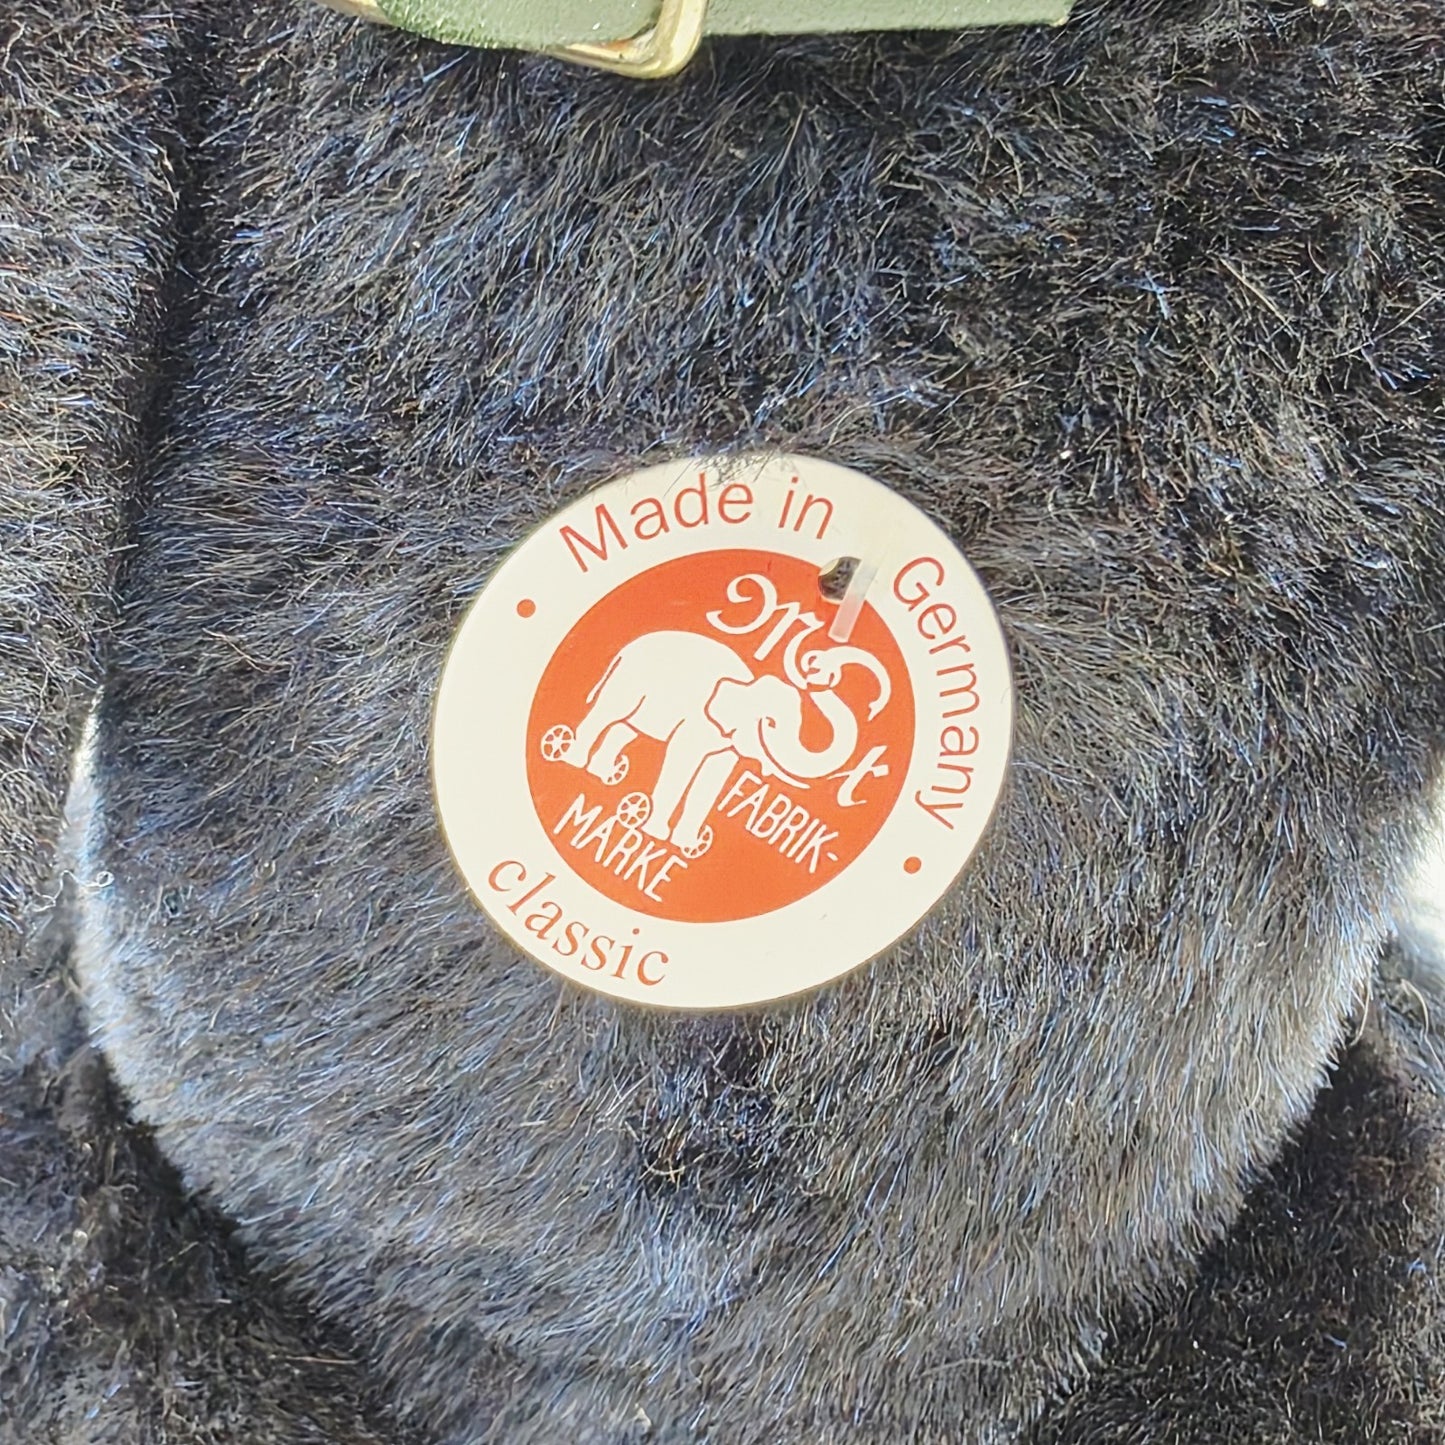 Made in Germany
MSt
FABRIK-
MARKE
classic